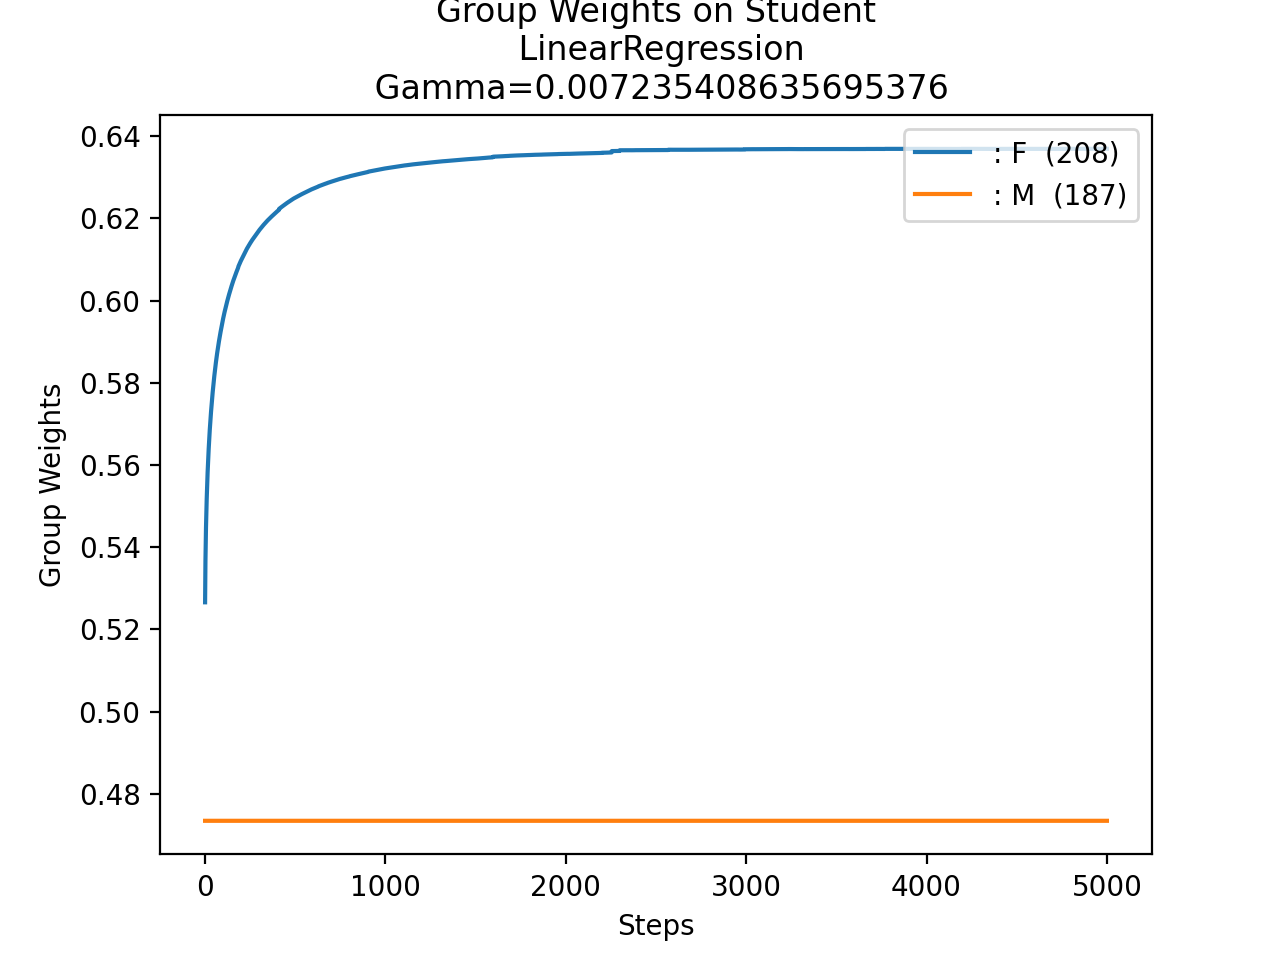 Group Weights on Student
LinearRegression
Gamma=0.007235408635695376
0.64
0.62
0.60
0.58
0.56
0.54
0.52
0.50
0.48
Group Weights
: F (208)
: M (187)
0 1000 2000 3000 4000 5000
Steps